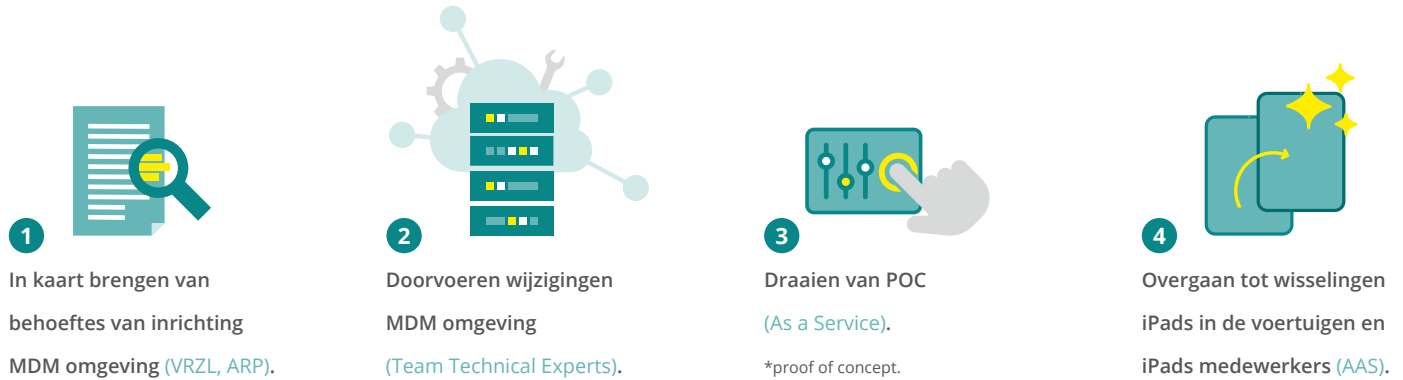 1
In kaart brengen van
behoeftes van inrichting
MDM omgeving (VRZL, ARP).
2
Doorvoeren wijzigingen
MDM omgeving
(Team Technical Experts).
3
Draaien van POC
(As a Service).
*proof of concept.
4
Overgaan tot wisselingen
iPads in de voertuigen en
iPads medewerkers (AAS).